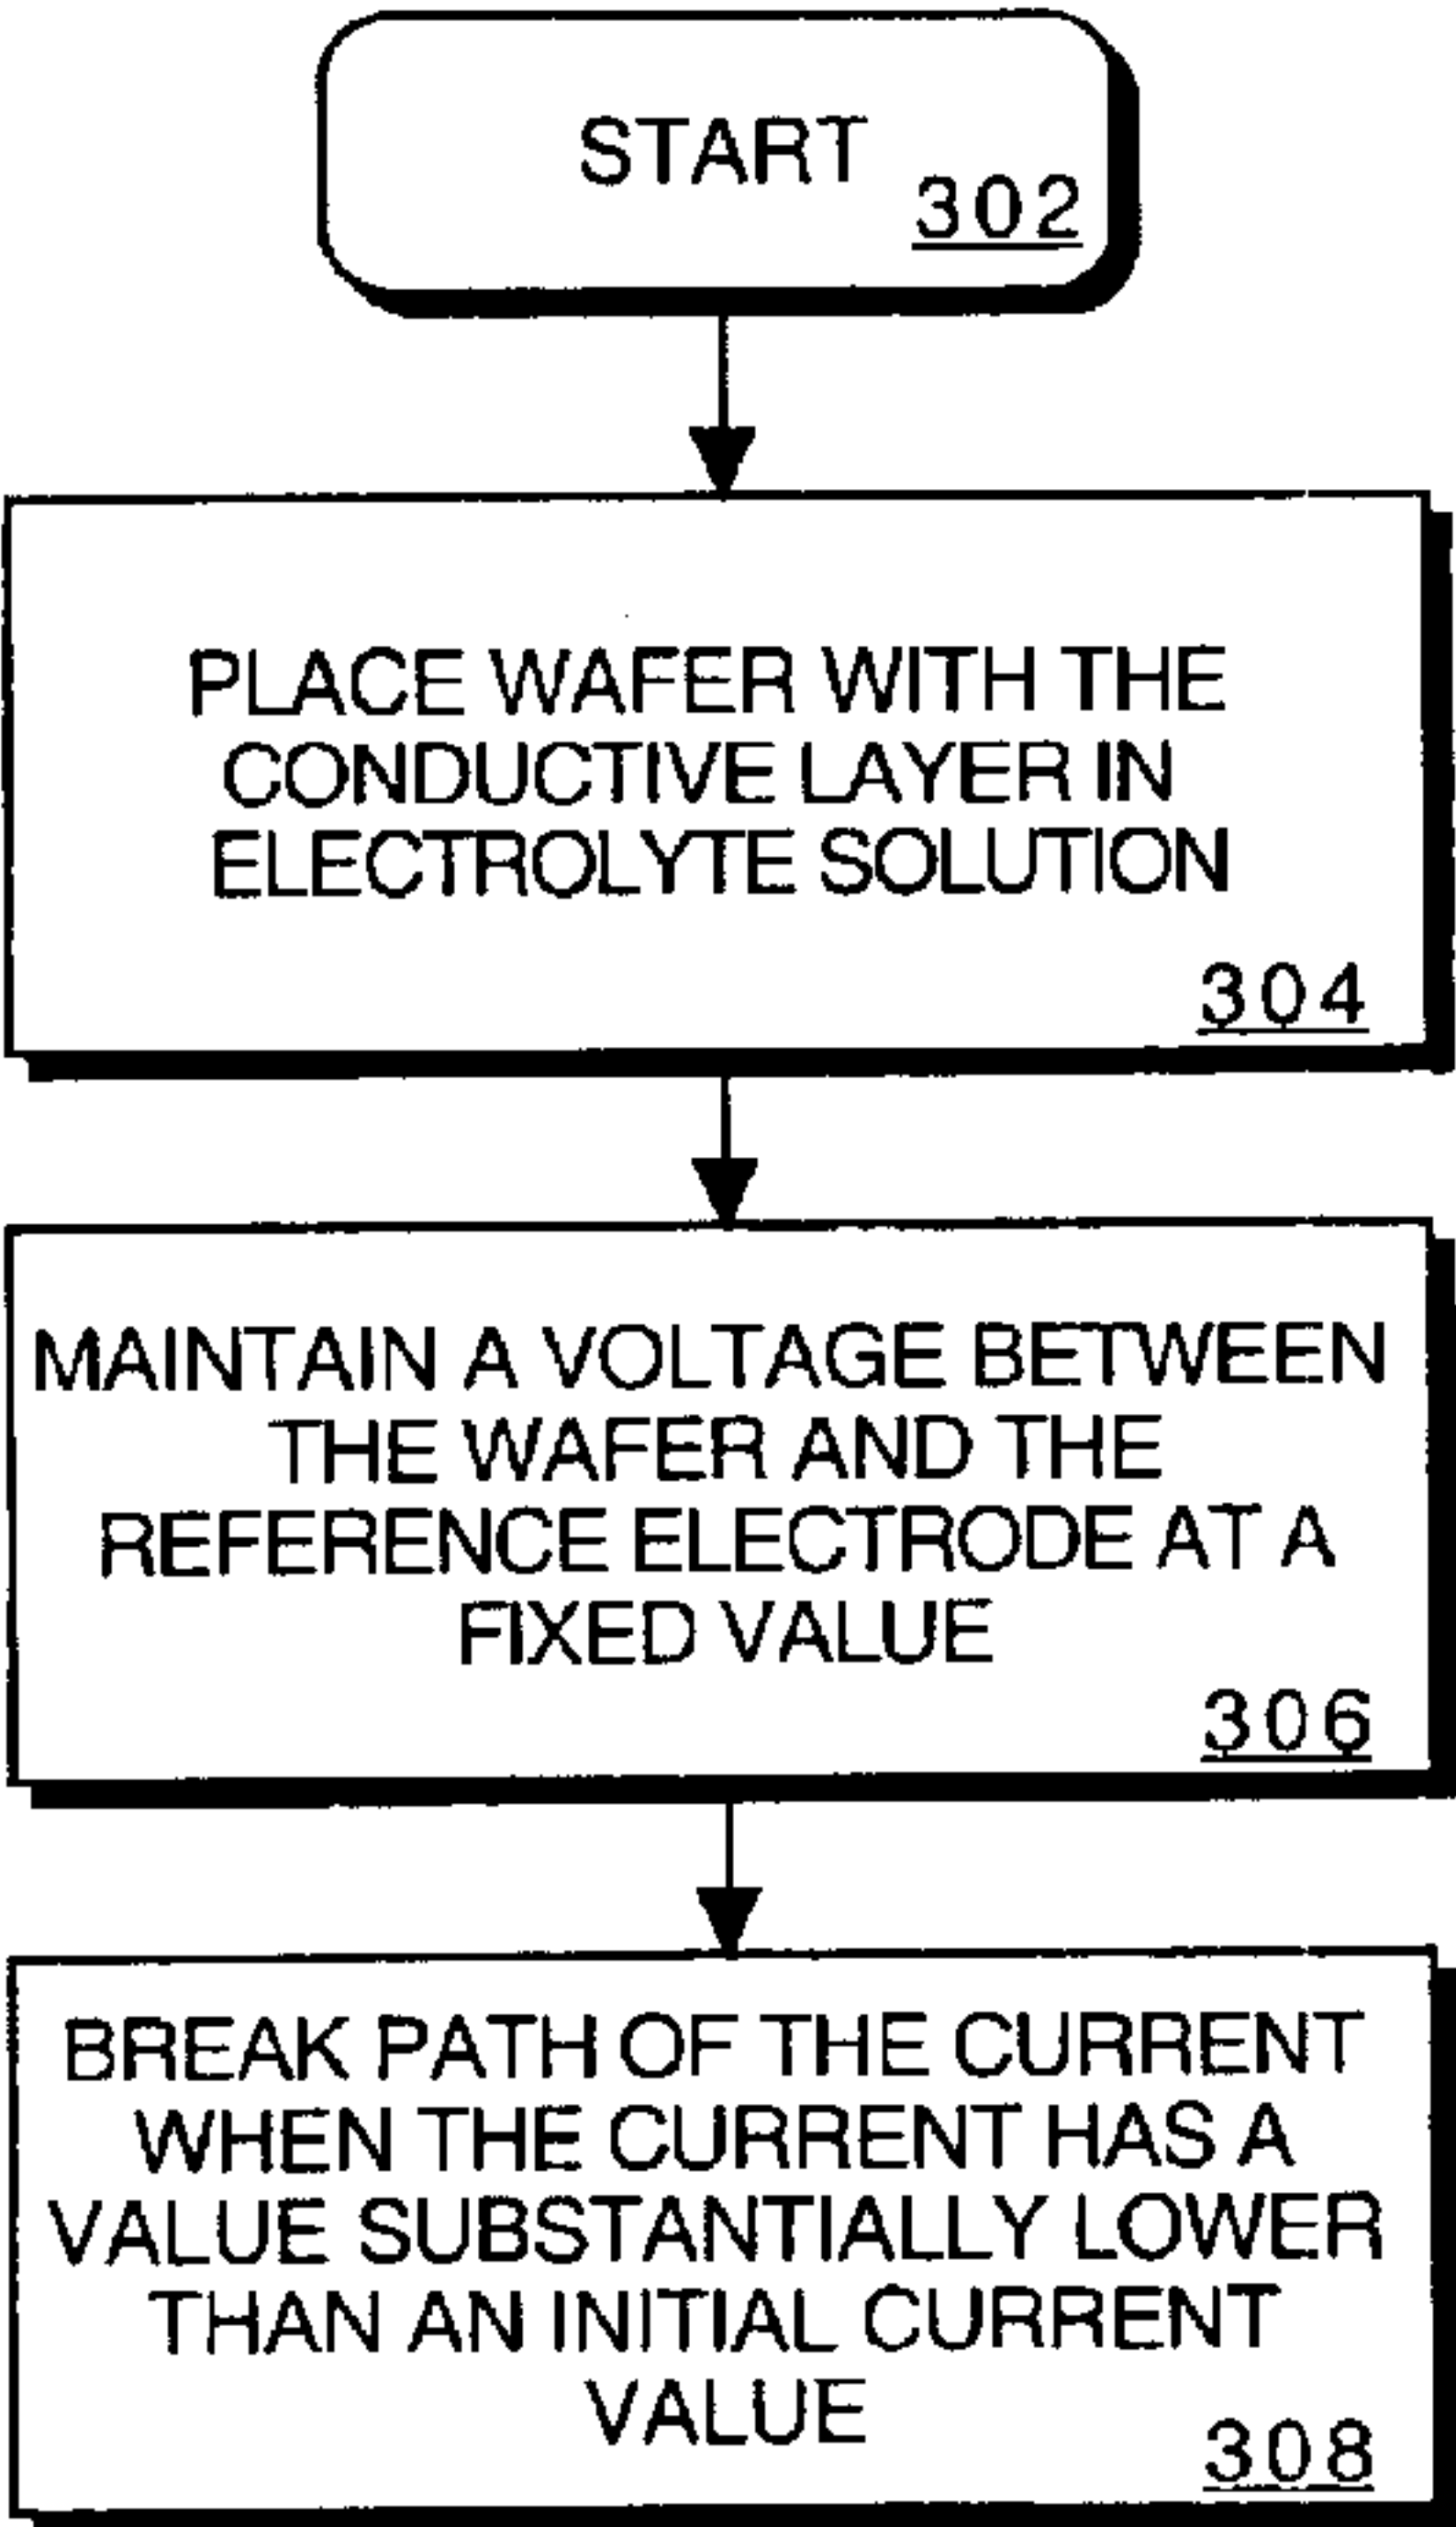 START
302
PLACE WAFER WITH THE
CONDUCTIVE LAYER IN
ELECTROLYTE SOLUTION
304
MAINTAIN A VOLTAGE BETWEEN
THE WAFER AND THE
REFERENCE ELECTRODE AT A
FIXED VALUE
306
BREAK PATH OF THE CURRENT
WHEN THE CURRENT HAS A
VALUE SUBSTANTIALLY LOWER
THAN AN INITIAL CURRENT
VALUE
308